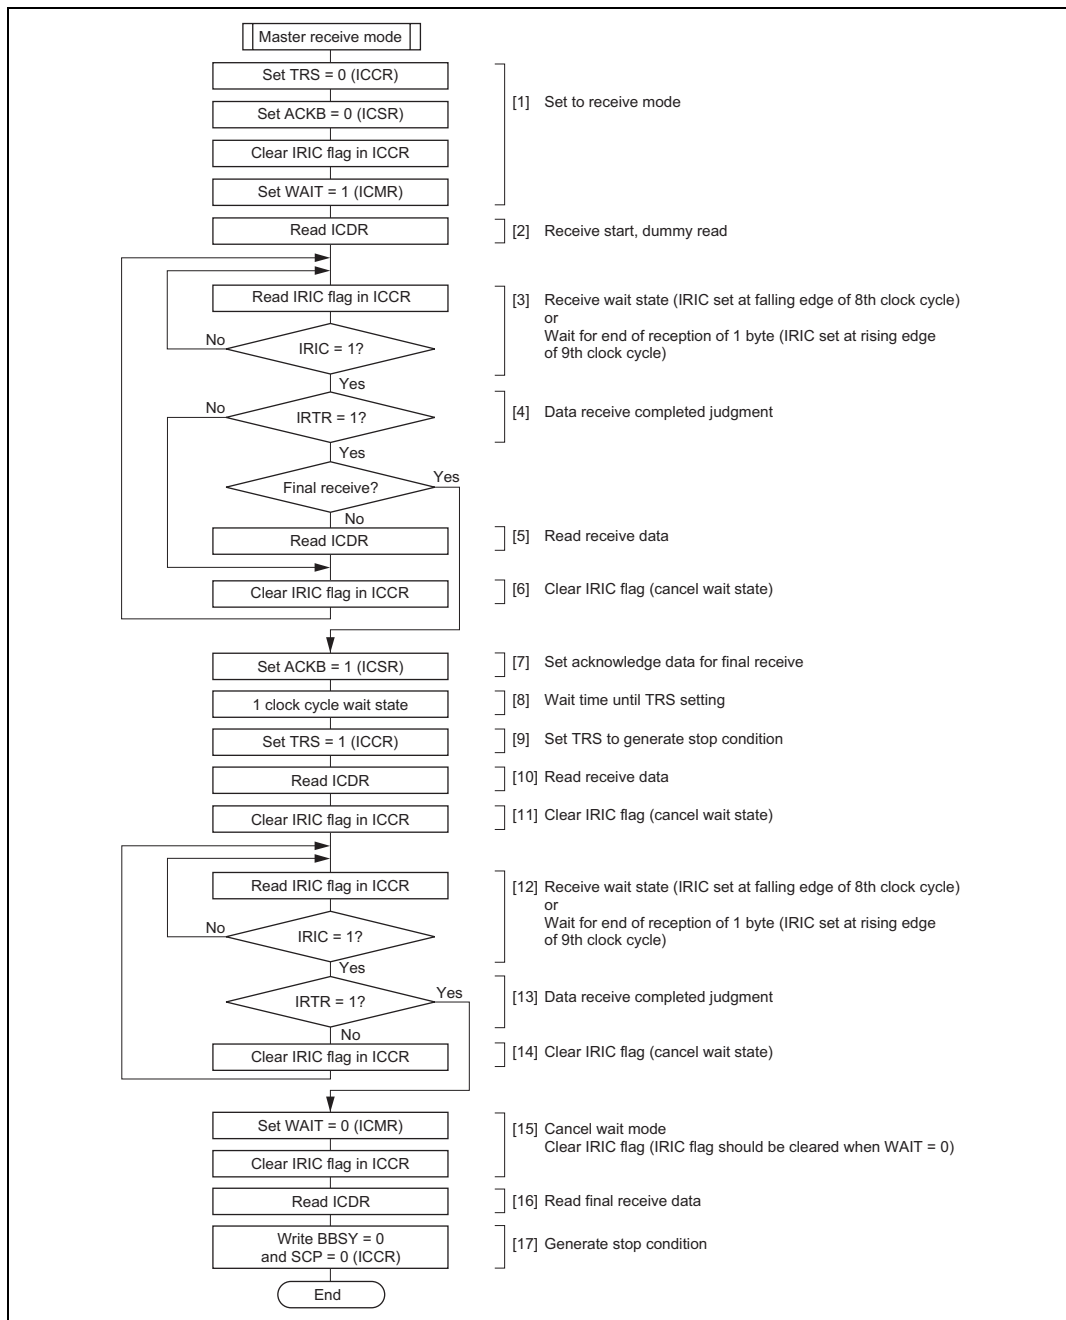 Master receive mode
Set TRS = 0 (ICCR)
[1] Set to receive mode
Set ACKB = 0 (ICSR)
Clear IRIC flag in ICCR
Set WAIT = 1 (ICMR)
Read ICDR
[2] Receive start, dummy read
Read IRIC flag in ICCR
[3] Receive wait state (IRIC set at falling edge of 8th clock cycle)
or
Wait for end of reception of 1 byte (IRIC set at rising edge
of 9th clock cycle)
No
IRIC = 1?
Yes
No
IRTR = 1?
[4] Data receive completed judgment
Yes
Final receive?
Yes
No
Read ICDR
[5] Read receive data
Clear IRIC flag in ICCR
[6] Clear IRIC flag (cancel wait state)
Set ACKB = 1 (ICSR)
[7] Set acknowledge data for final receive
1 clock cycle wait state
[8] Wait time until TRS setting
Set TRS = 1 (ICCR)
[9] Set TRS to generate stop condition
Read ICDR
[10] Read receive data
Clear IRIC flag in ICCR
[11] Clear IRIC flag (cancel wait state)
Read IRIC flag in ICCR
[12] Receive wait state (IRIC set at falling edge of 8th clock cycle)
or
Wait for end of reception of 1 byte (IRIC set at rising edge
of 9th clock cycle)
No
IRIC = 1?
Yes
IRTR = 1?
Yes
[13] Data receive completed judgment
No
Clear IRIC flag in ICCR
[14] Clear IRIC flag (cancel wait state)
Set WAIT = 0 (ICMR)
[15] Cancel wait mode
Clear IRIC flag (IRIC flag should be cleared when WAIT = 0)
Clear IRIC flag in ICCR
Read ICDR
[16] Read final receive data
Write BBSY = 0
and SCP = 0 (ICCR)
[17] Generate stop condition
End